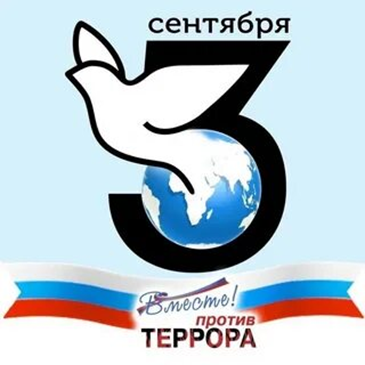 сентября
3
Вместе!
против
ТЕРРОРА